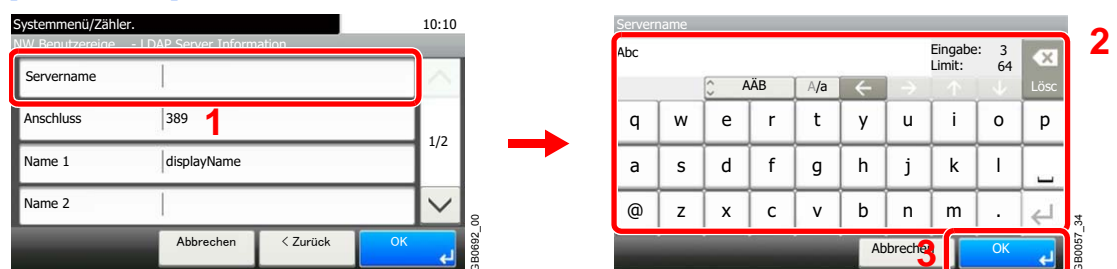 Systemmenü/Zähler.
10:10
NW Benutzereige. - LDAP Server Information
Servername
Anschluss 389
1
Name 1 displayName
Name 2
1/2
Abbrechen
< Zurück
OK
GB0692_00
Servername
2
Abc
Eingabe: 3
Limit: 64
Lösc
AÄB
A/a
q w e r t y u i o p
a s d f g h j k l
@ z x c v b n m .
Abbrechen
3
OK
GB0057_34